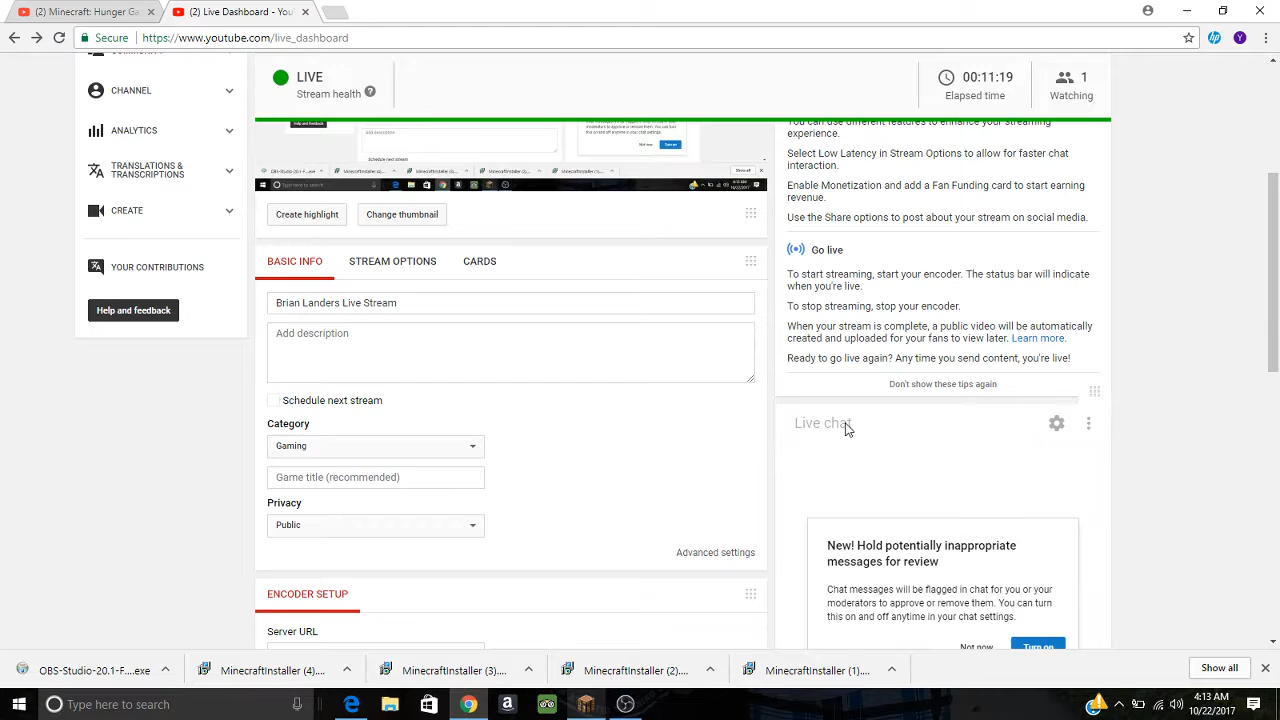 (2) Minecraft Hunger Ga
(2) Live Dashboard - Yo
Secure
https://www.youtube.com/live_dashboard
Y
CHANNEL
ANALYTICS
TRANSLATIONS &
TRANSCRIPTIONS
CREATE
YOUR CONTRIBUTIONS
Help and feedback
LIVE
Stream health ?
00:11:19
Elapsed time
1
Watching
Create highlight
Change thumbnail
BASIC INFO
STREAM OPTIONS
CARDS
Brian Landers Live Stream
Add description
Schedule next stream
Category
Gaming
Game title (recommended)
Privacy
Public
Advanced settings
ENCODER SETUP
Server URL
You can use different features to enhance your streaming
experience.
Select Low Latency in Stream Options to allow for faster chat
interaction.
Enable Monetization and add a Fan Funding card to start earning
revenue.
Use the Share options to post about your stream on social media.
Go live
To start streaming, start your encoder. The status bar will indicate
when you're live.
To stop streaming, stop your encoder.
When your stream is complete, a public video will be automatically
created and uploaded for your fans to view later. Learn more.
Ready to go live again? Any time you send content, you're live!
Don't show these tips again
Live chat
New! Hold potentially inappropriate
messages for review
Chat messages will be flagged in chat for you or your
moderators to approve or remove them. You can turn
this on and off anytime in your chat settings.
Not now
Turn on
OBS-Studio-20.1-F....exe
MinecraftInstaller (4)....
MinecraftInstaller (3)....
MinecraftInstaller (2)....
MinecraftInstaller (1)....
Show all
Type here to search
4:13 AM
10/22/2017